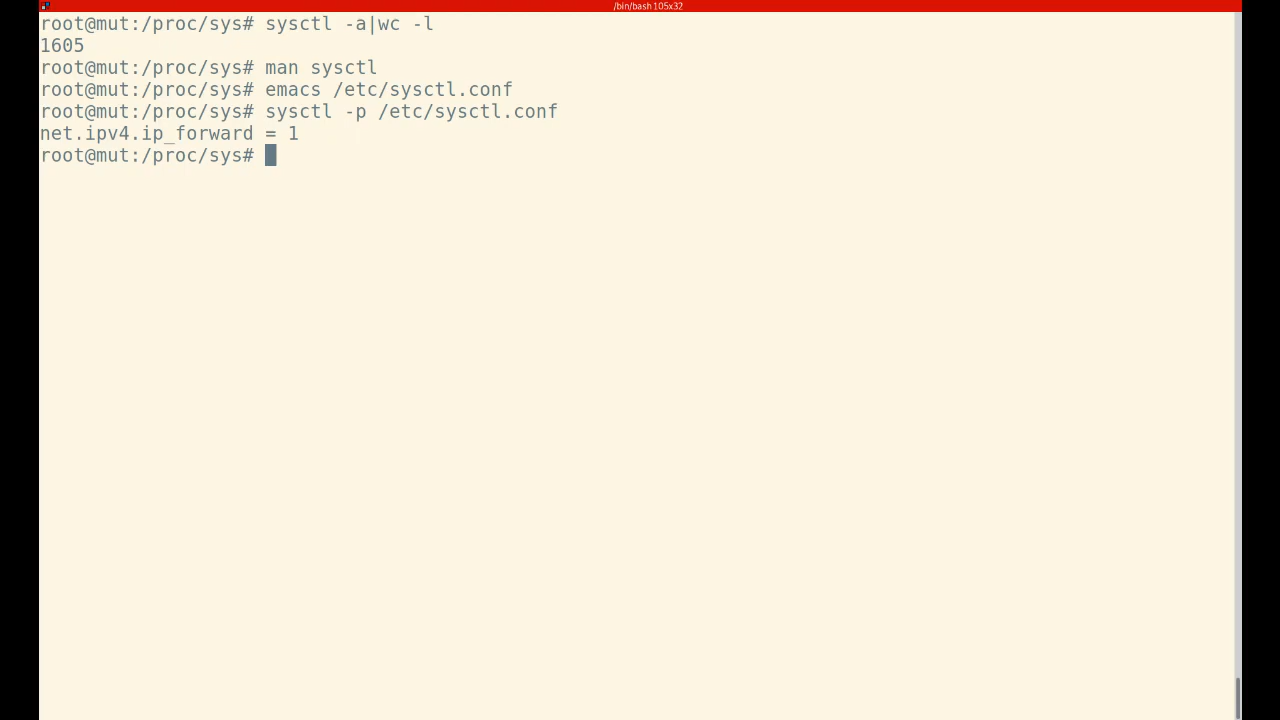 /bin/bash 105x32
root@mut:/proc/sys# sysctl -a|wc -l
1605
root@mut:/proc/sys# man sysctl
root@mut:/proc/sys# emacs /etc/sysctl.conf
root@mut:/proc/sys# sysctl -p /etc/sysctl.conf
net.ipv4.ip_forward = 1
root@mut:/proc/sys#